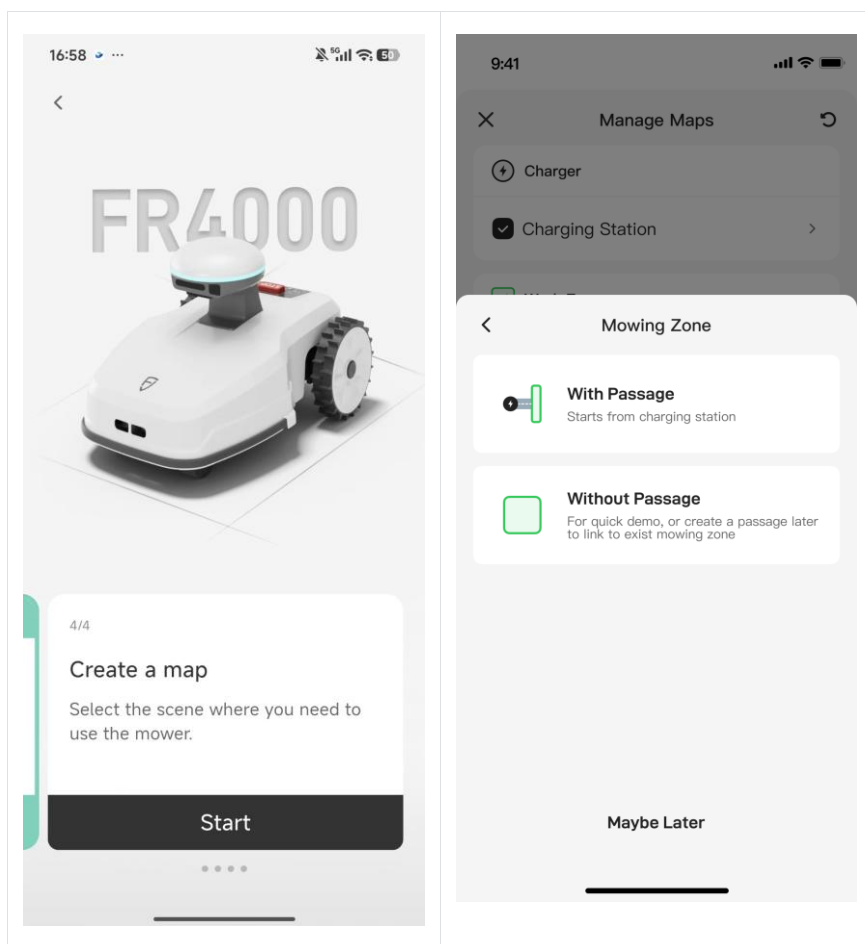 16:58
5G
50
FR4000
4/4
Create a map
Select the scene where you need to
use the mower.
Start
9:41
Manage Maps
Charger
Charging Station
Mowing Zone
With Passage
Starts from charging station
Without Passage
For quick demo, or create a passage later
to link to exist mowing zone
Maybe Later